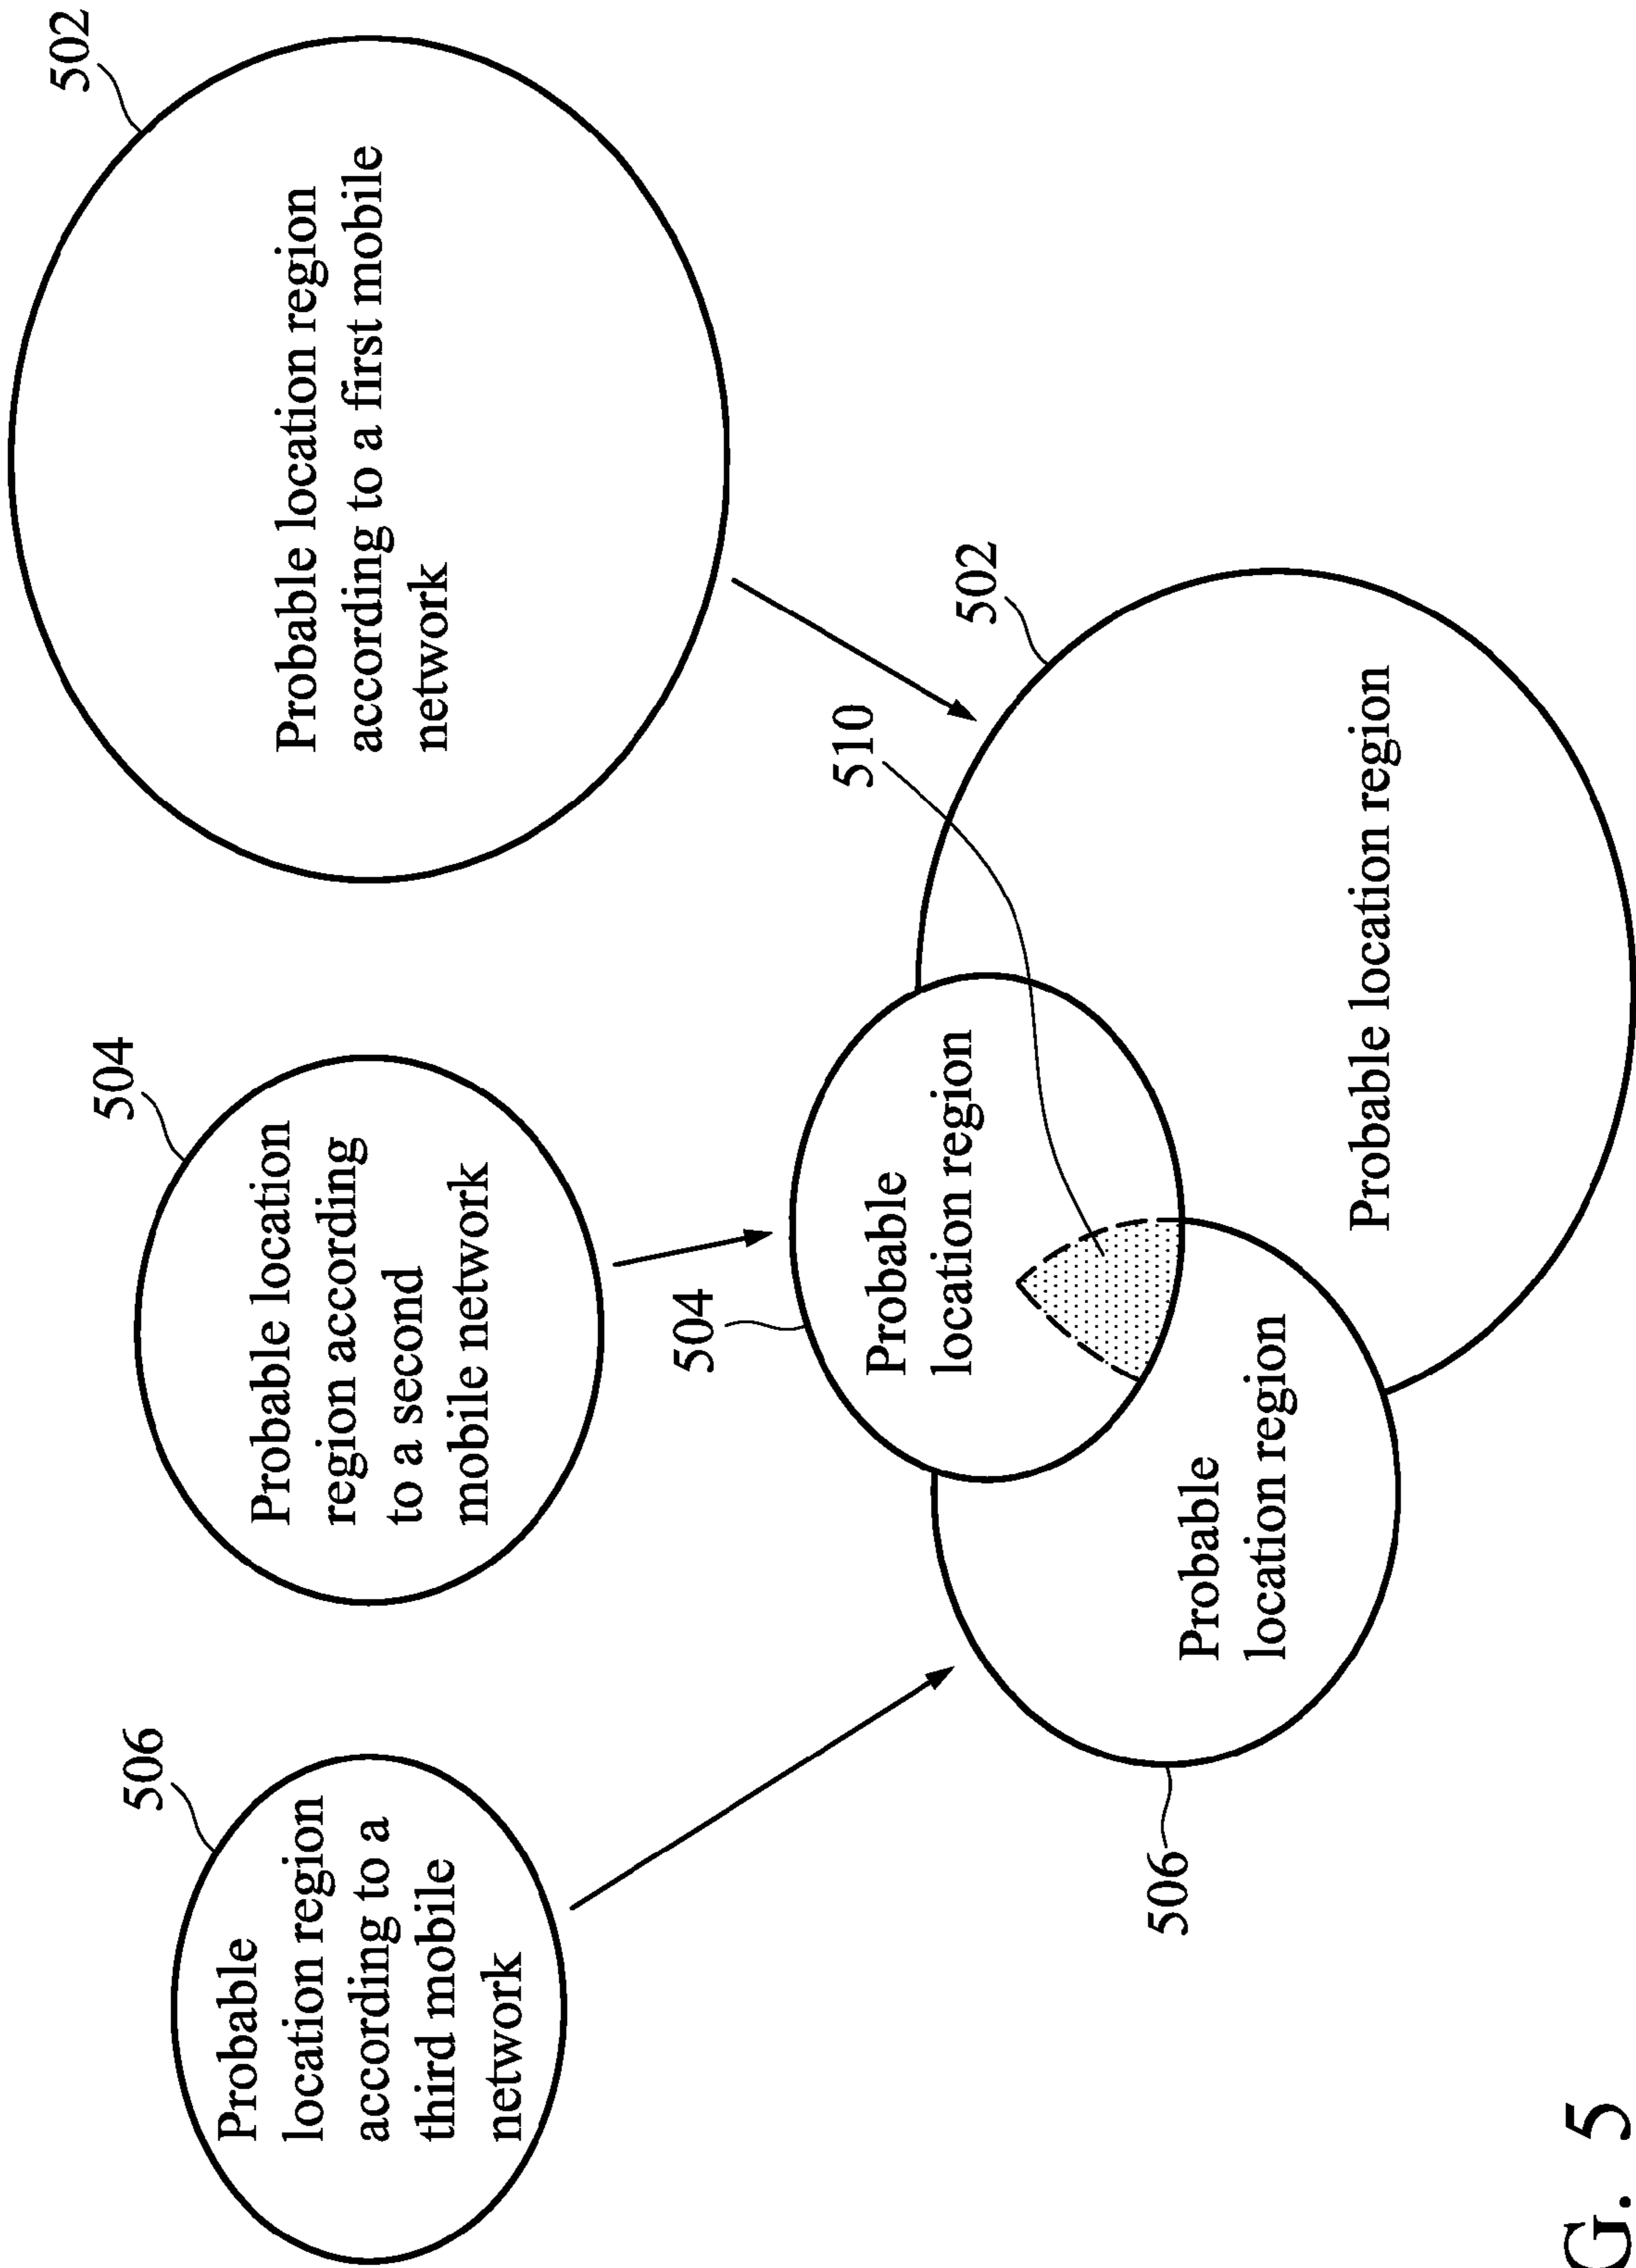 506
Probable
location region
according to a
third mobile
network
504
Probable location
region according
to a second
mobile network
502
Probable location region
according to a first mobile
network
504
Probable
location region
510
502
506
Probable
location region
Probable location region
G. 5